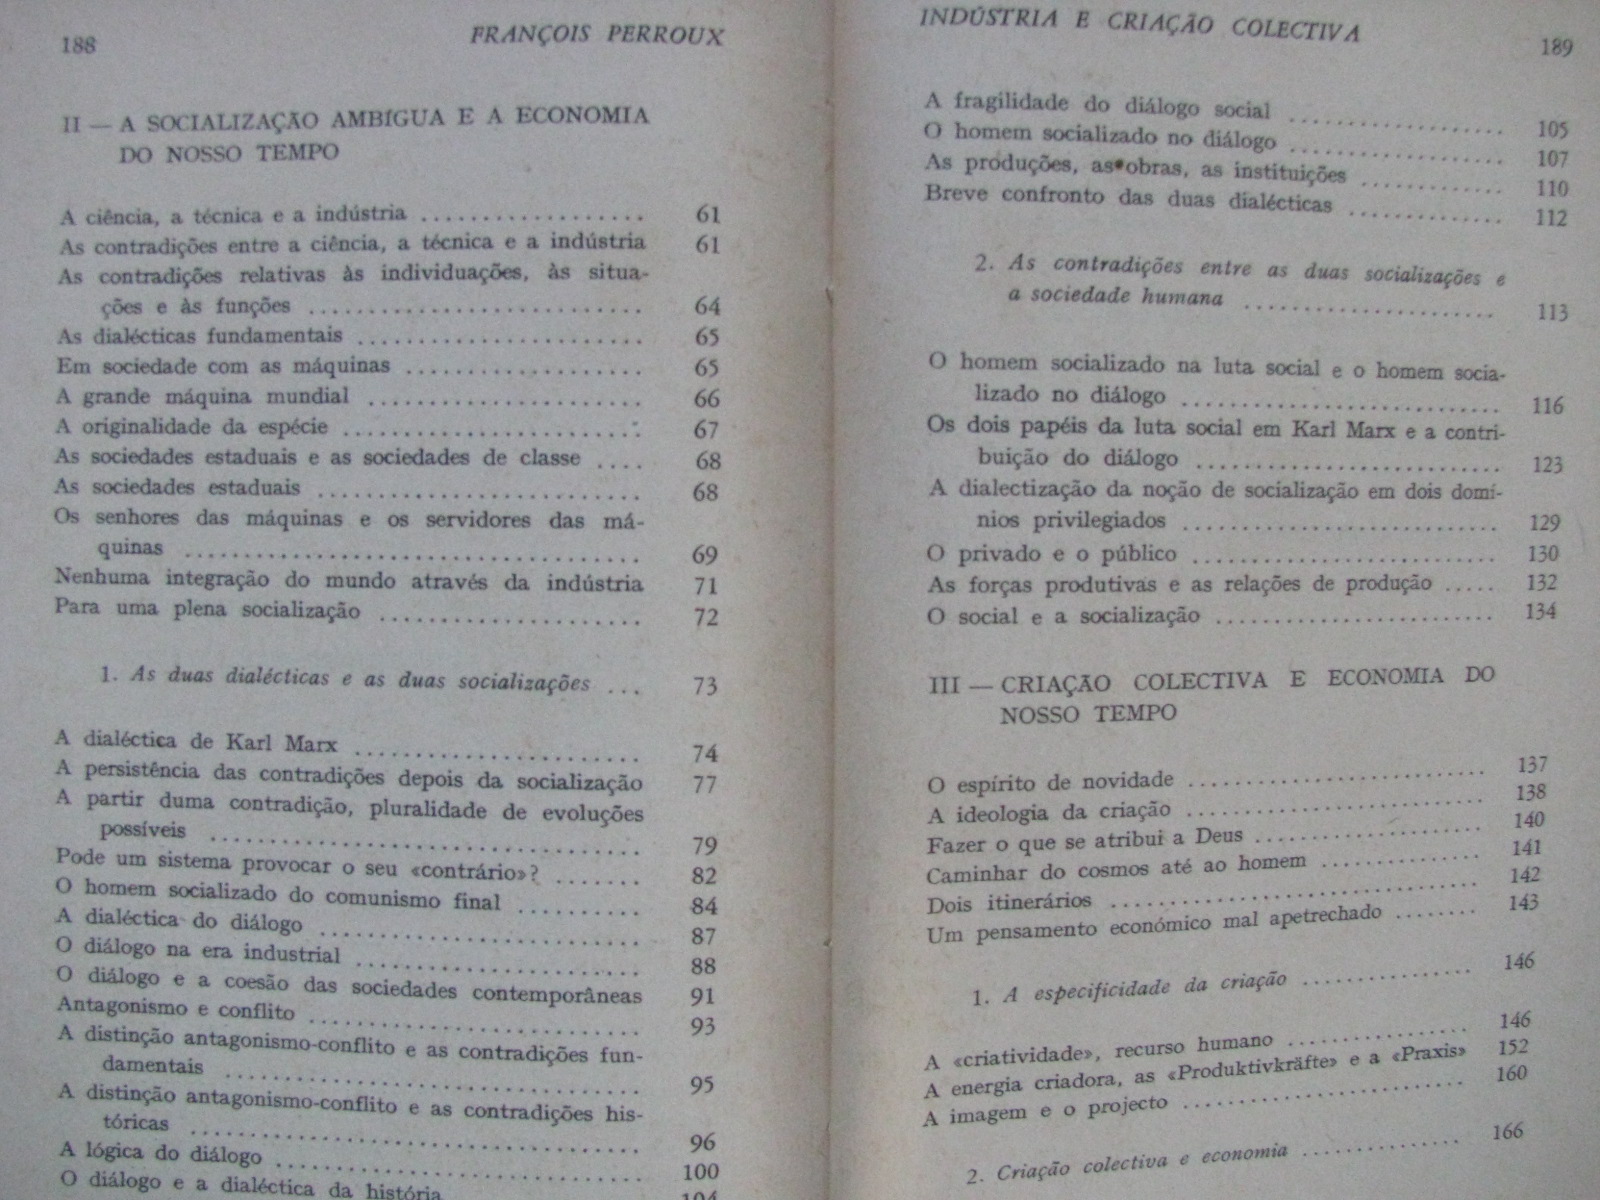 188
FRANÇOIS PERROUX
II — A SOCIALIZAÇÃO AMBÍGUA E A ECONOMIA
DO NOSSO TEMPO
A ciência, a técnica e a indústria .................. 61
As contradições entre a ciência, a técnica e a indústria 61
As contradições relativas às individuações, às situa-
ções e às funções ............................ 64
As dialécticas fundamentais ........................ 65
Em sociedade com as máquinas .................... 65
A grande máquina mundial ....................... 66
A originalidade da espécie ......................... 67
As sociedades estaduais e as sociedades de classe .... 68
As sociedades estaduais ........................... 68
Os senhores das máquinas e os servidores das má-
quinas ...................................... 69
Nenhuma integração do mundo através da indústria 71
Para uma plena socialização ...................... 72
1. As duas dialécticas e as duas socializações ... 73
A dialéctica de Karl Marx ........................ 74
A persistência das contradições depois da socialização 77
A partir duma contradição, pluralidade de evoluções
possíveis .................................... 79
Pode um sistema provocar o seu «contrário»? ....... 82
O homem socializado do comunismo final .......... 84
A dialéctica do diálogo ........................... 87
O diálogo na era industrial ........................ 88
O diálogo e a coesão das sociedades contemporâneas 91
Antagonismo e conflito ............................ 93
A distinção antagonismo-conflito e as contradições fun-
damentais ................................... 95
A distinção antagonismo-conflito e as contradições his-
tóricas ...................................... 96
A lógica do diálogo ............................... 100
O diálogo e a dialéctica da história ................. 104
INDÚSTRIA E CRIAÇÃO COLECTIVA
189
A fragilidade do diálogo social .................... 105
O homem socializado no diálogo .................. 107
As produções, as obras, as instituições ............. 110
Breve confronto das duas dialécticas .............. 112
2. As contradições entre as duas socializações e
a sociedade humana ...................... 113
O homem socializado na luta social e o homem socia-
lizado no diálogo ........................... 116
Os dois papéis da luta social em Karl Marx e a contri-
buição do diálogo .......................... 123
A dialectização da noção de socialização em dois domí-
nios privilegiados ........................... 129
O privado e o público .......................... 130
As forças produtivas e as relações de produção ..... 132
O social e a socialização ........................ 134
III — CRIAÇÃO COLECTIVA E ECONOMIA DO
NOSSO TEMPO
O espírito de novidade .......................... 137
A ideologia da criação .......................... 138
Fazer o que se atribui a Deus .................... 140
Caminhar do cosmos até ao homem .............. 141
Dois itinerários ................................ 142
Um pensamento económico mal apetrechado ........ 143
1. A especificidade da criação ............... 146
A «criatividade», recurso humano ................ 146
A energia criadora, as «Produktivkräfte» e a «Praxis» 152
A imagem e o projecto .......................... 160
2. Criação colectiva e economia .............. 166